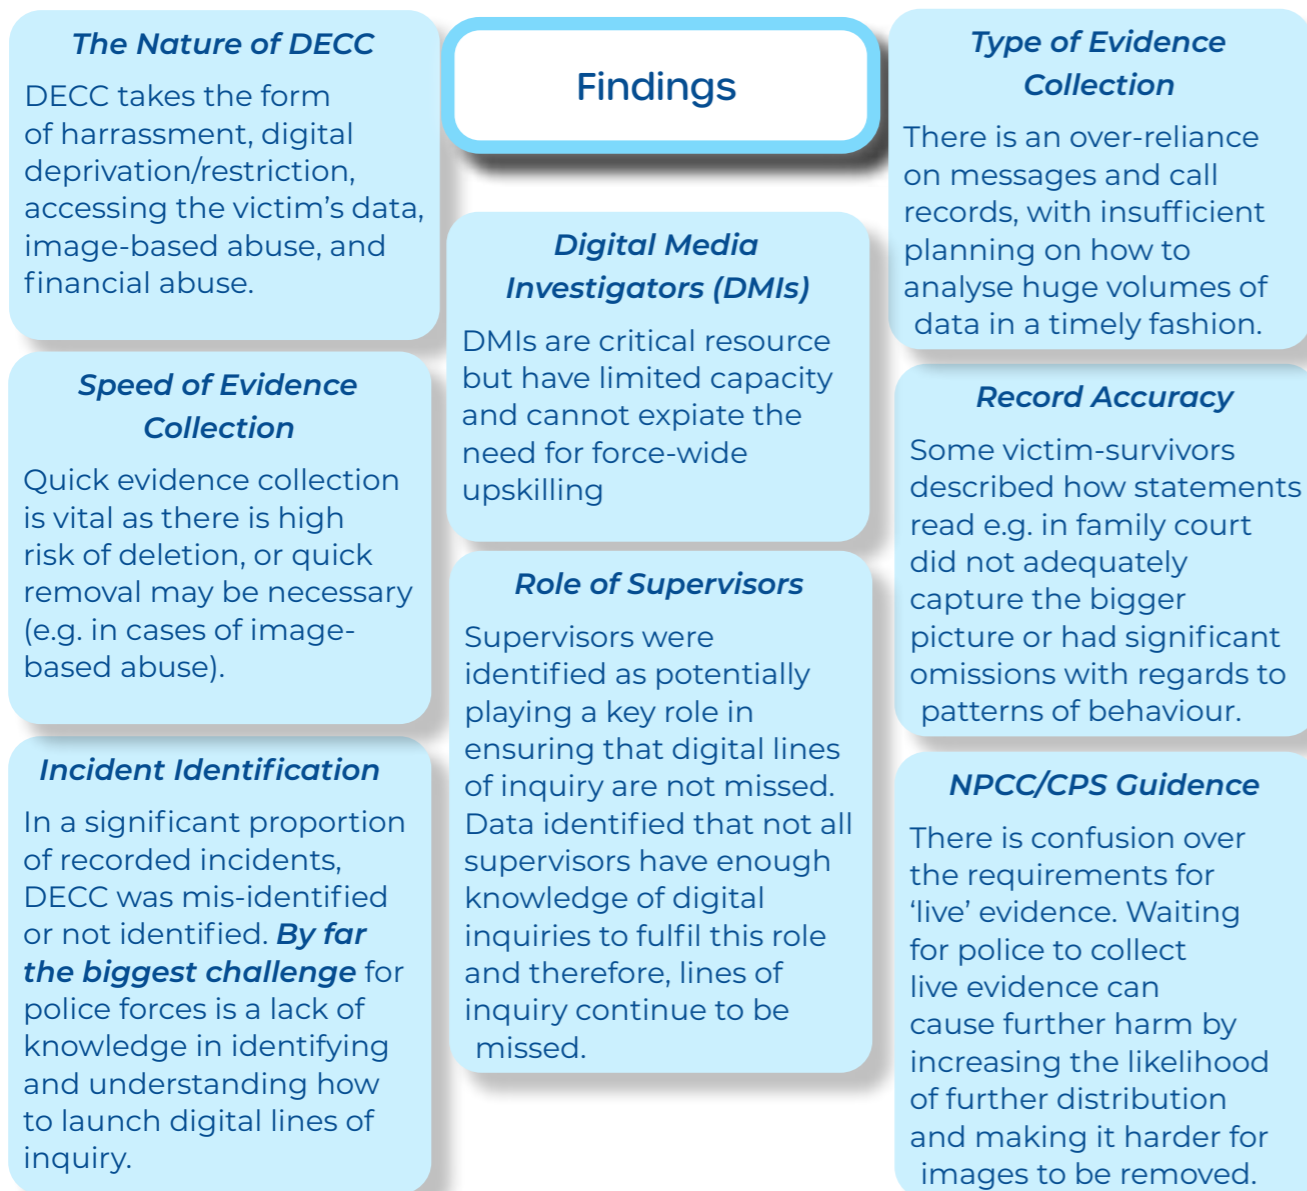 The Nature of DECC
DECC takes the form
of harrassment, digital
deprivation/restriction,
accessing the victim's data,
image-based abuse, and
financial abuse.
Speed of Evidence
Collection
Quick evidence collection
is vital as there is high
risk of deletion, or quick
removal may be necessary
(e.g. in cases of image-
based abuse).
Incident Identification
In a significant proportion
of recorded incidents,
DECC was mis-identified
or not identified. By far
the biggest challenge for
police forces is a lack of
knowledge in identifying
and understanding how
to launch digital lines of
inquiry.
Findings
Digital Media
Investigators (DMIs)
DMIs are critical resource
but have limited capacity
and cannot expiate the
need for force-wide
upskilling
Role of Supervisors
Supervisors were
identified as potentially
playing a key role in
ensuring that digital lines
of inquiry are not missed.
Data identified that not all
supervisors have enough
knowledge of digital
inquiries to fulfil this role
and therefore, lines of
inquiry continue to be
missed.
Type of Evidence
Collection
There is an over-reliance
on messages and call
records, with insufficient
planning on how to
analyse huge volumes of
data in a timely fashion.
Record Accuracy
Some victim-survivors
described how statements
read e.g. in family court
did not adequately
capture the bigger
picture or had significant
omissions with regards to
patterns of behaviour.
NPCC/CPS Guidence
There is confusion over
the requirements for
‘live’ evidence. Waiting
for police to collect
live evidence can
cause further harm by
increasing the likelihood
of further distribution
and making it harder for
images to be removed.